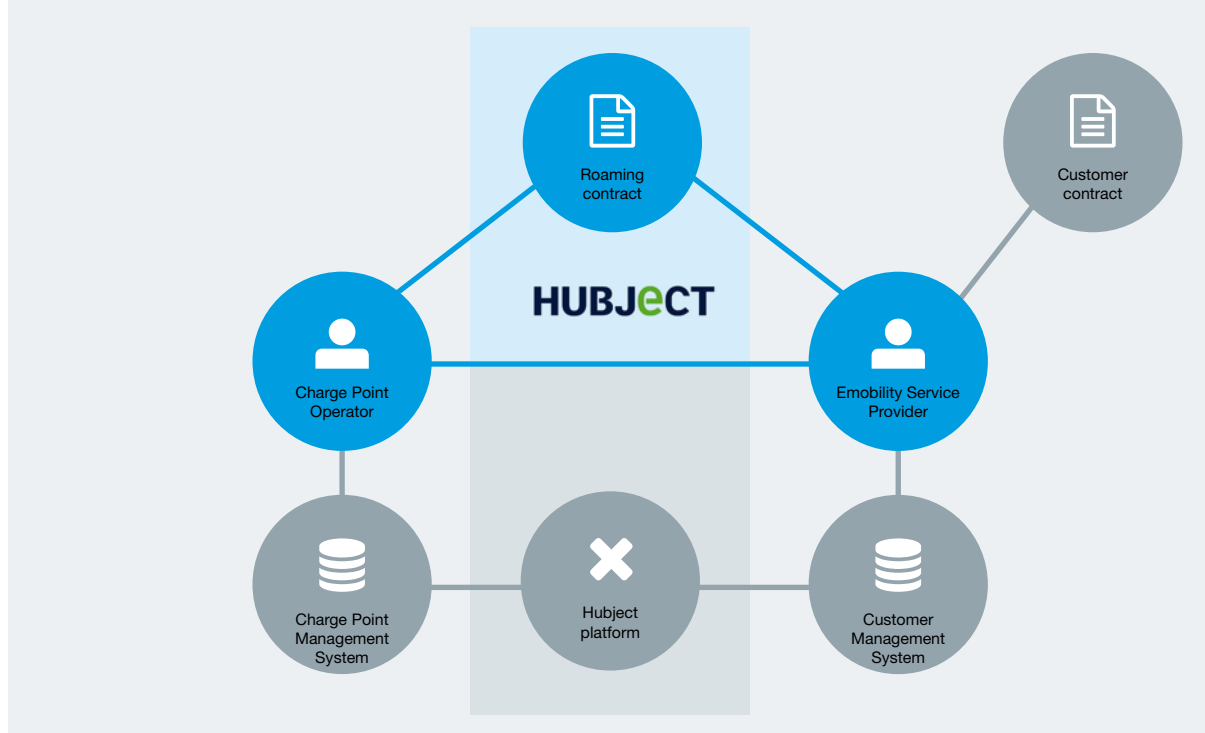 Roaming
contract
Customer
contract
HUBJeCT
Charge Point
Operator
Emobility Service
Provider
Charge Point
Management
System
Hubject
platform
Customer
Management
System